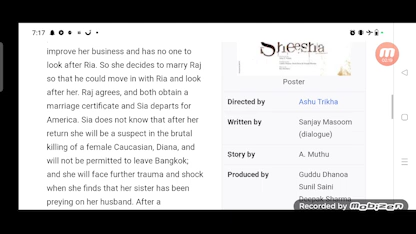 7:17
improve her business and has no one to
look after Ria. So she decides to marry Raj
so that he could move in with Ria and look
after her. Raj agrees, and both obtain a
marriage certificate and Sia departs for
America. Sia does not know that after her
return she will be a suspect in the brutal
killing of a female Caucasian, Diana, and
will not be permitted to leave Bangkok;
and she will face further trauma and shock
when she finds that her sister has been
preying on her husband. After a
Sheesha
Poster
Directed by Ashu Trikha
Written by Sanjay Masoom
(dialogue)
Story by A. Muthu
Produced by Guddu Dhanoa
Sunil Saini
Deepak Sharma
Recorded by MOBIZEN